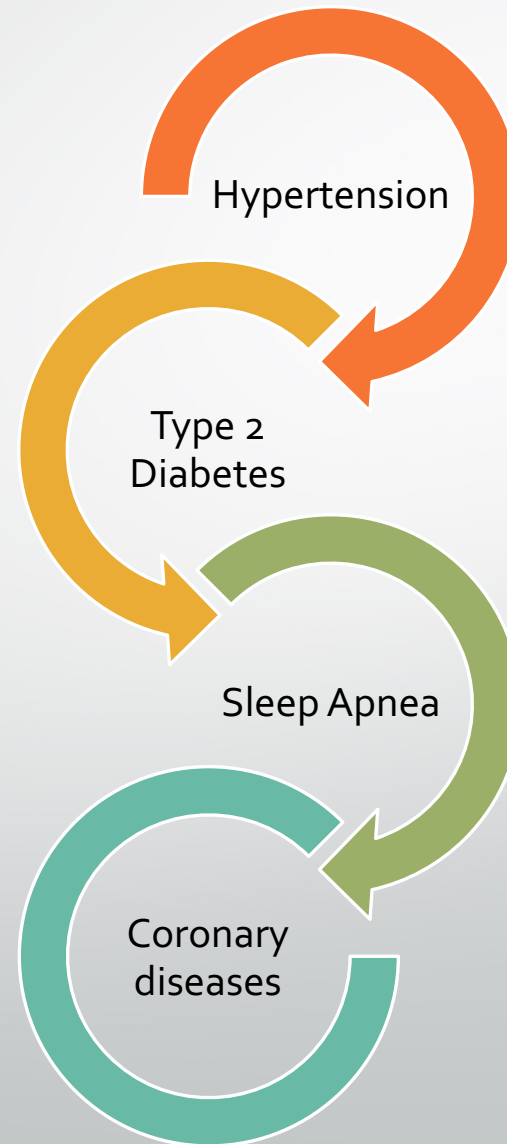 Hypertension
Type 2
Diabetes
Sleep Apnea
Coronary
diseases